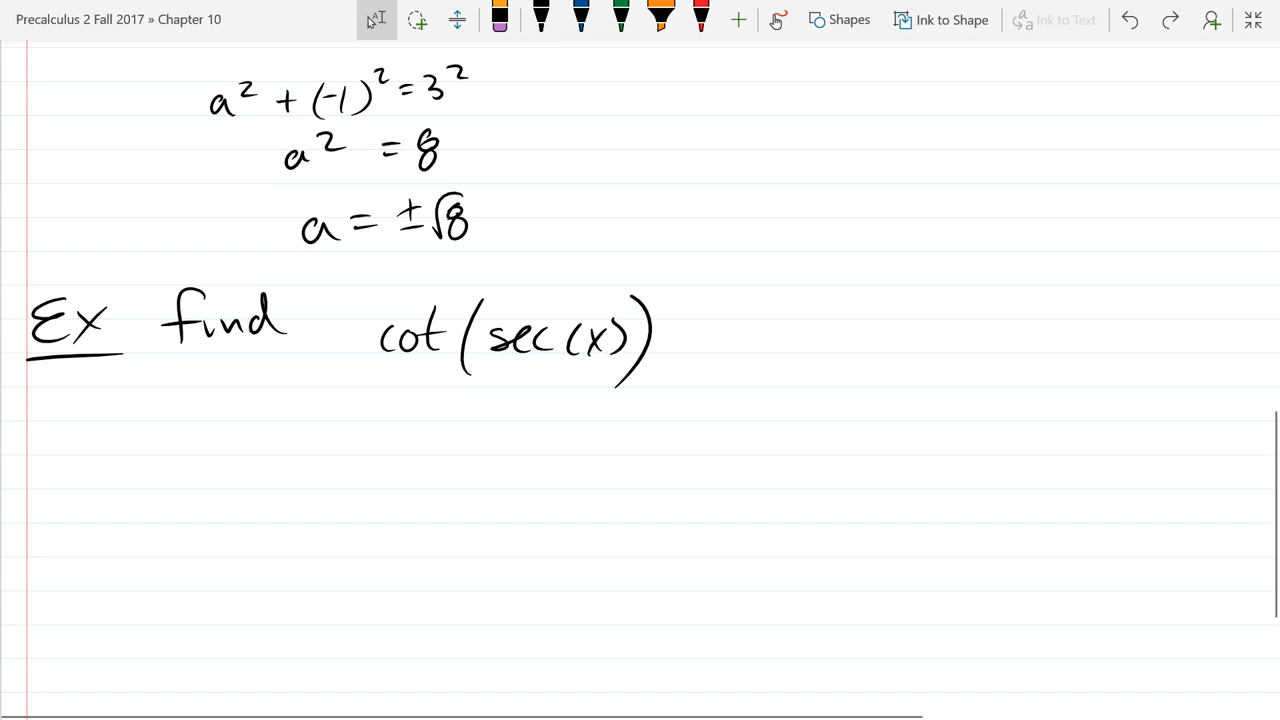 Precalculus 2 Fall 2017 » Chapter 10 Shapes Ink to Shape Ink to Text
a² + (-1)² = 3²
a² = 8
a = ±√8
Ex find cot(sec(x))